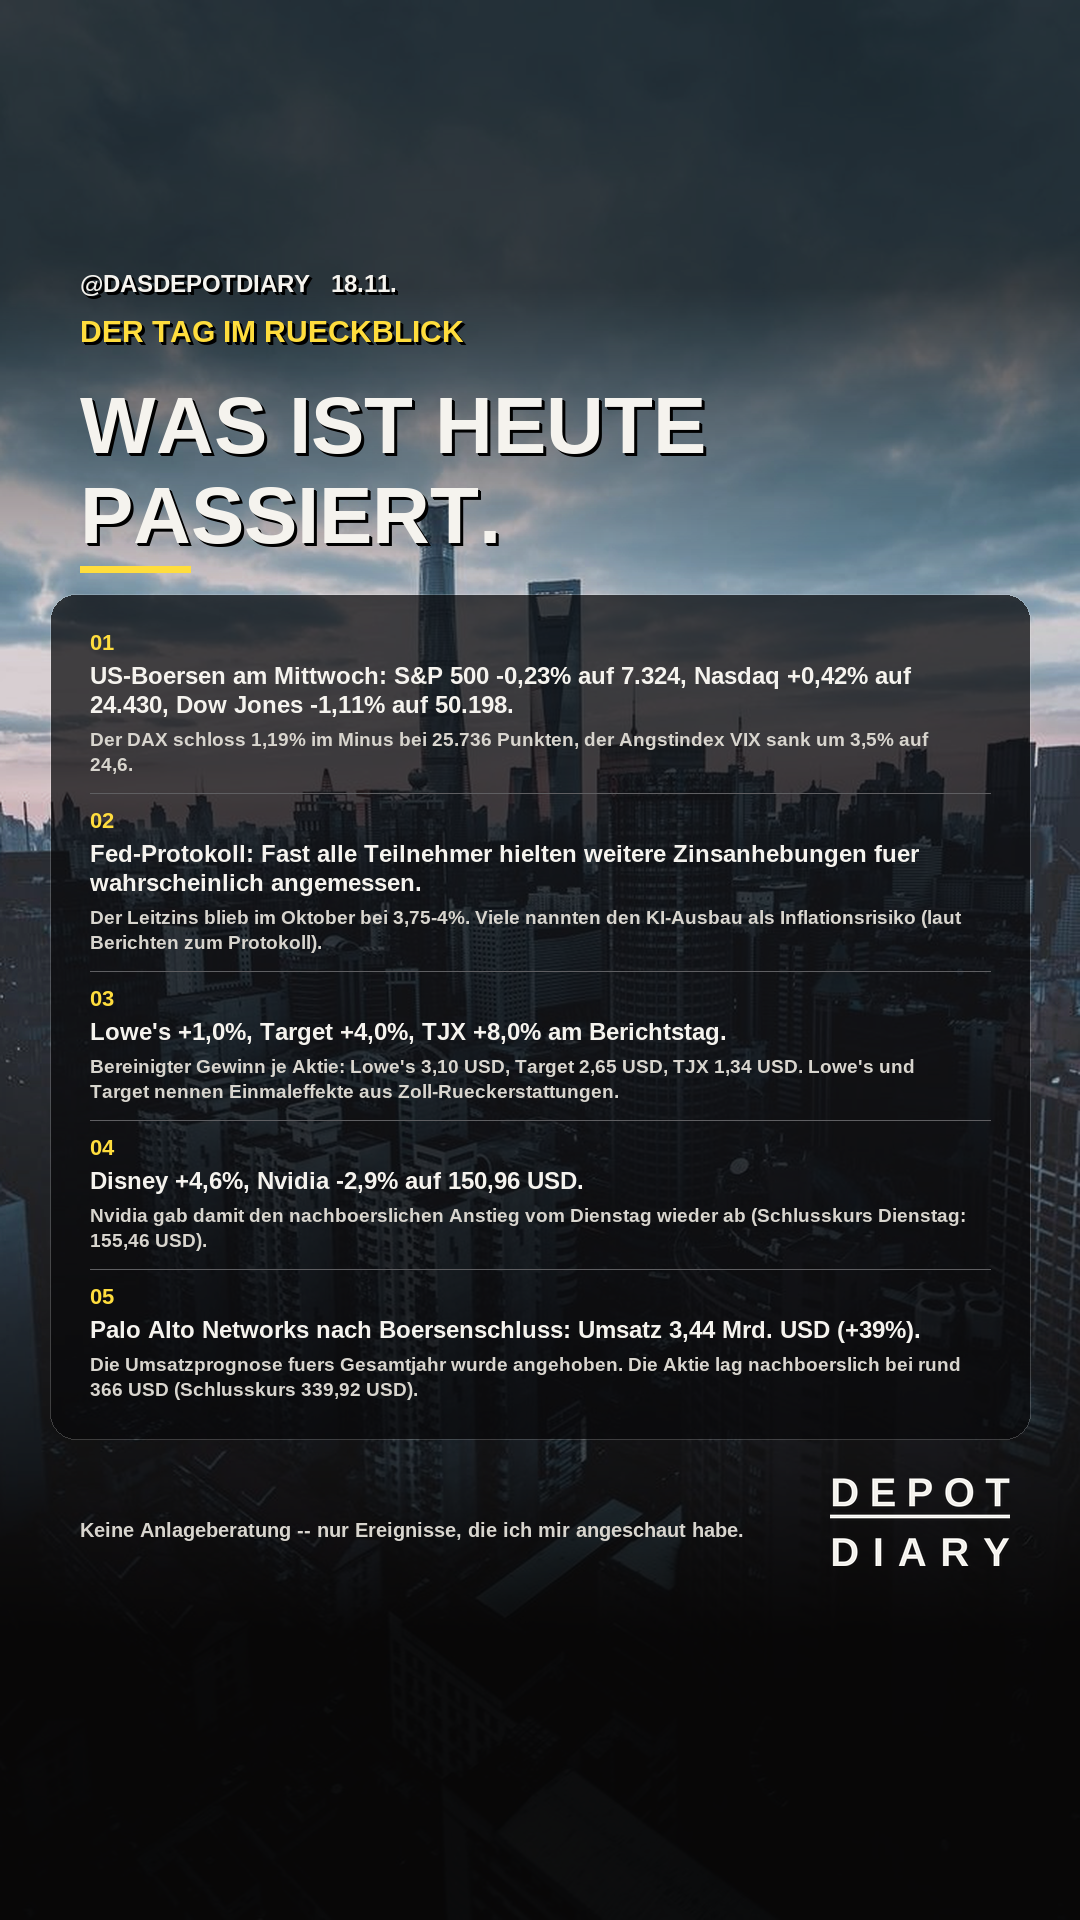 @DASDEPOTDIARY 18.11.
DER TAG IM RUECKBLICK
WAS IST HEUTE
PASSIERT.
01
US-Boersen am Mittwoch: S&P 500 -0,23% auf 7.324, Nasdaq +0,42% auf
24.430, Dow Jones -1,11% auf 50.198.
Der DAX schloss 1,19% im Minus bei 25.736 Punkten, der Angstindex VIX sank um 3,5% auf
24,6.
02
Fed-Protokoll: Fast alle Teilnehmer hielten weitere Zinsanhebungen fuer
wahrscheinlich angemessen.
Der Leitzins blieb im Oktober bei 3,75-4%. Viele nannten den KI-Ausbau als Inflationsrisiko (laut
Berichten zum Protokoll).
03
Lowe's +1,0%, Target +4,0%, TJX +8,0% am Berichtstag.
Bereinigter Gewinn je Aktie: Lowe's 3,10 USD, Target 2,65 USD, TJX 1,34 USD. Lowe's und
Target nennen Einmaleffekte aus Zoll-Rueckerstattungen.
04
Disney +4,6%, Nvidia -2,9% auf 150,96 USD.
Nvidia gab damit den nachboerslichen Anstieg vom Dienstag wieder ab (Schlusskurs Dienstag:
155,46 USD).
05
Palo Alto Networks nach Boersenschluss: Umsatz 3,44 Mrd. USD (+39%).
Die Umsatzprognose fuers Gesamtjahr wurde angehoben. Die Aktie lag nachboerslich bei rund
366 USD (Schlusskurs 339,92 USD).
Keine Anlageberatung -- nur Ereignisse, die ich mir angeschaut habe.
DEPOT
DIARY